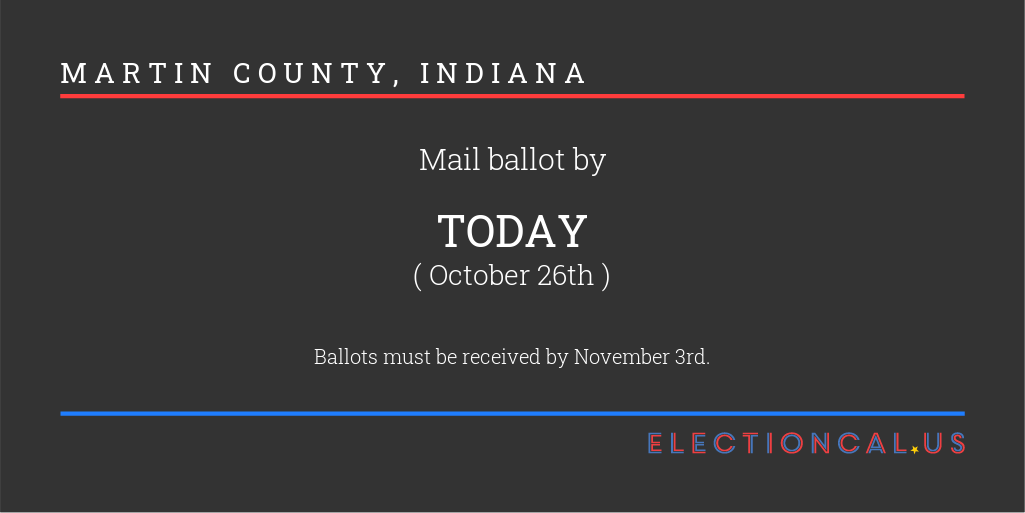 MARTIN COUNTY, INDIANA
Mail ballot by
TODAY
( October 26th )
Ballots must be received by November 3rd.
ELECTIONCAL.US